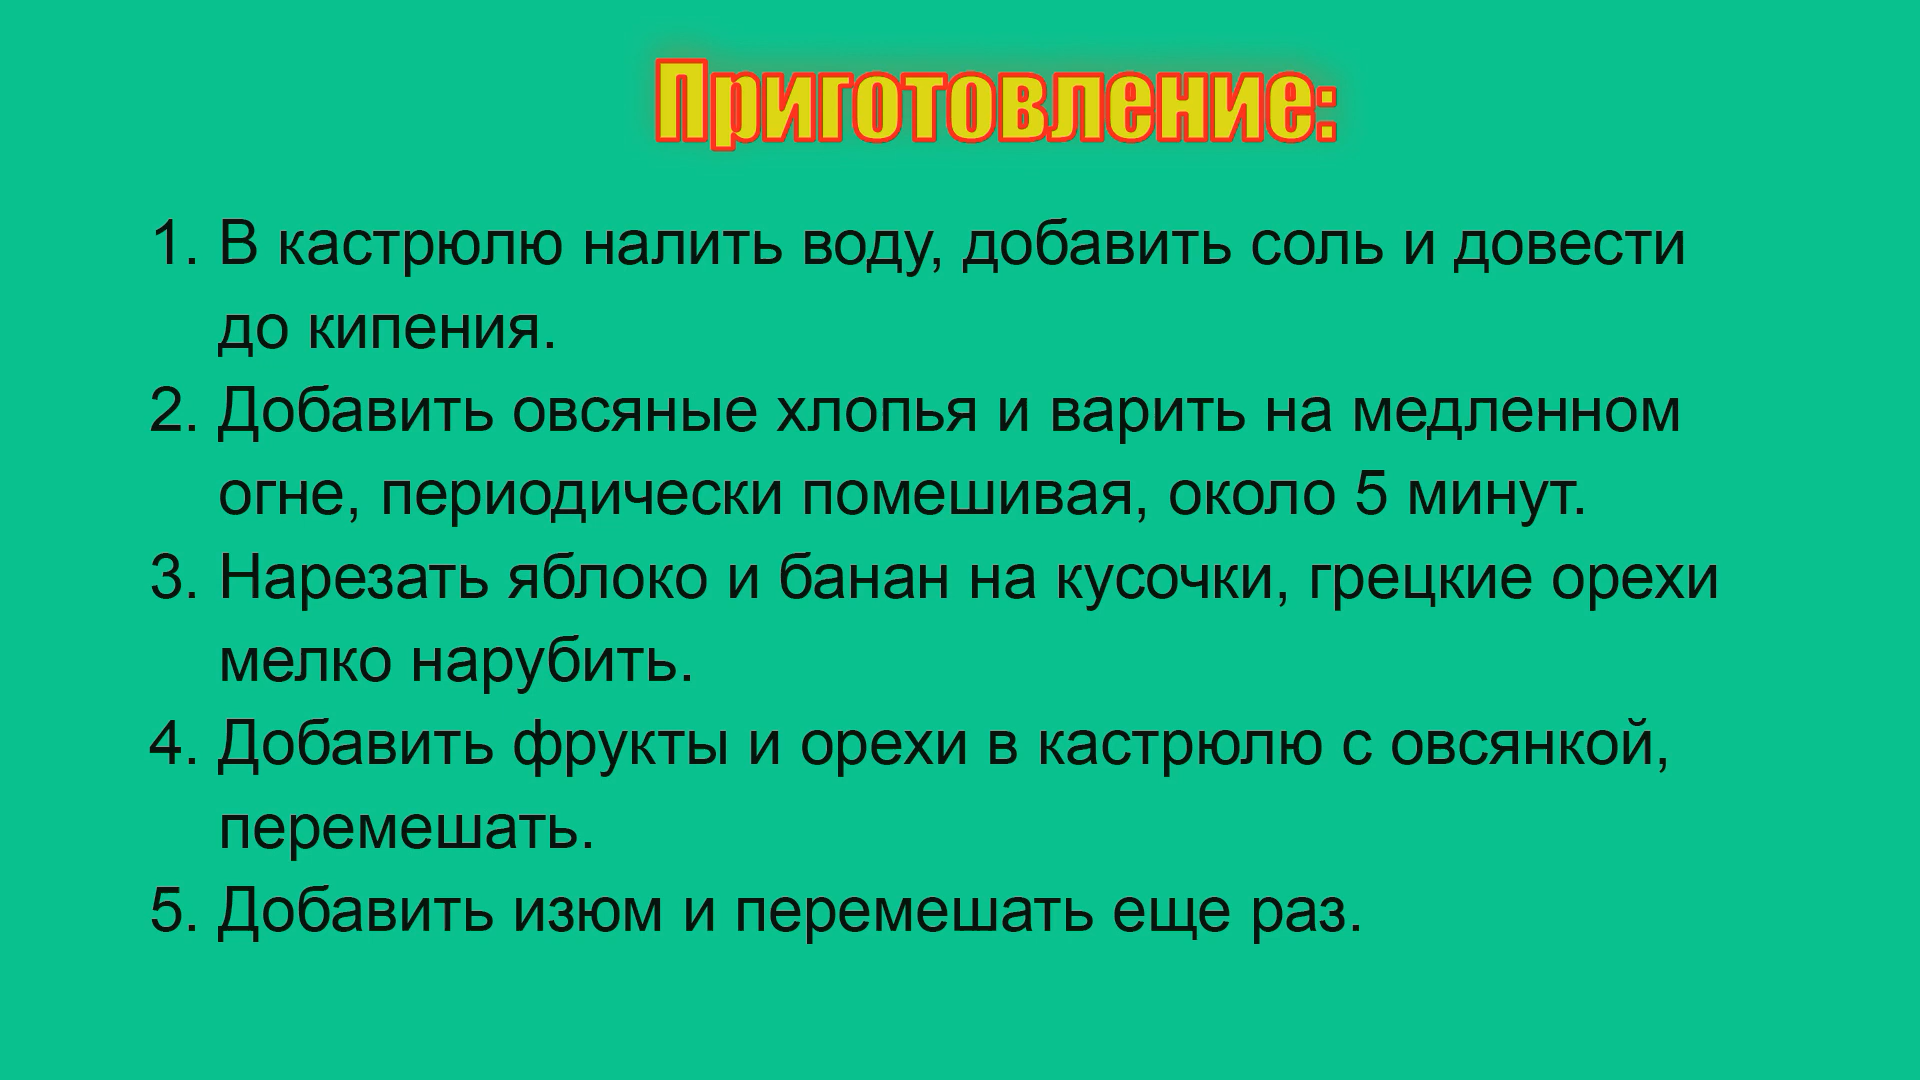 Приготовление:
1. В кастрюлю налить воду, добавить соль и довести
до кипения.
2. Добавить овсяные хлопья и варить на медленном
огне, периодически помешивая, около 5 минут.
3. Нарезать яблоко и банан на кусочки, грецкие орехи
мелко нарубить.
4. Добавить фрукты и орехи в кастрюлю с овсянкой,
перемешать.
5. Добавить изюм и перемешать еще раз.